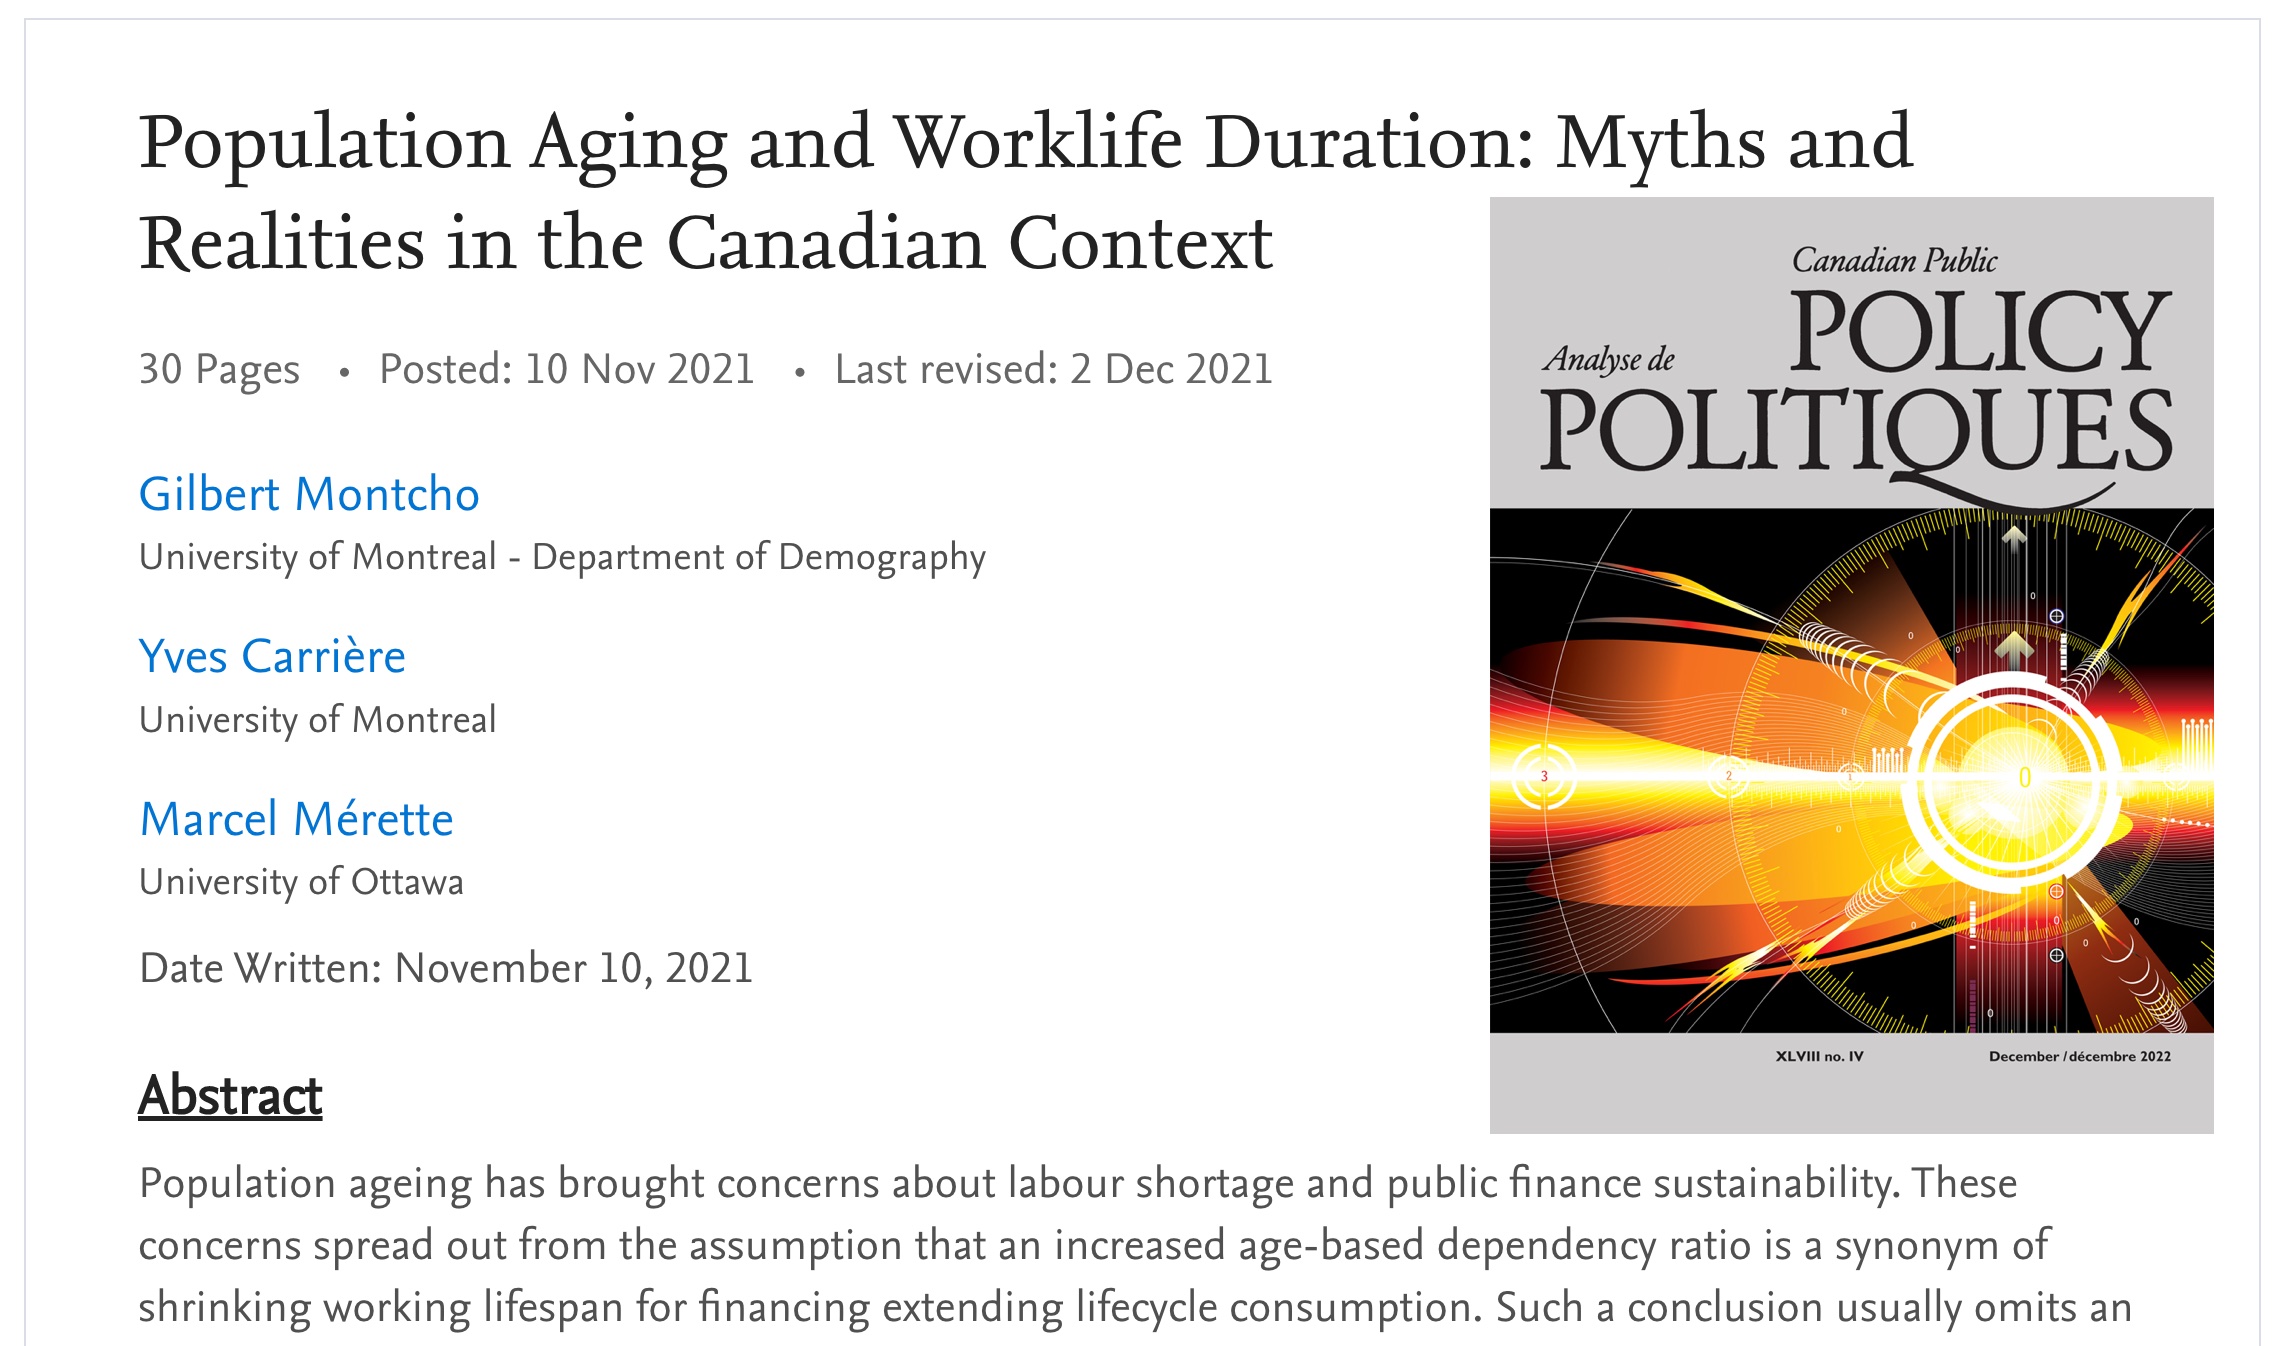 Population Aging and Worklife Duration: Myths and
Realities in the Canadian Context
30 Pages • Posted: 10 Nov 2021 • Last revised: 2 Dec 2021
Gilbert Montcho
University of Montreal - Department of Demography
Yves Carrière
University of Montreal
Marcel Mérette
University of Ottawa
Date Written: November 10, 2021
Canadian Public
POLICY
Analyse de
POLITIQUES
3
2
1
0
XLVIII no. IV
December / décembre 2022
Abstract
Population ageing has brought concerns about labour shortage and public finance sustainability. These
concerns spread out from the assumption that an increased age-based dependency ratio is a synonym of
shrinking working lifespan for financing extending lifecycle consumption. Such a conclusion usually omits an